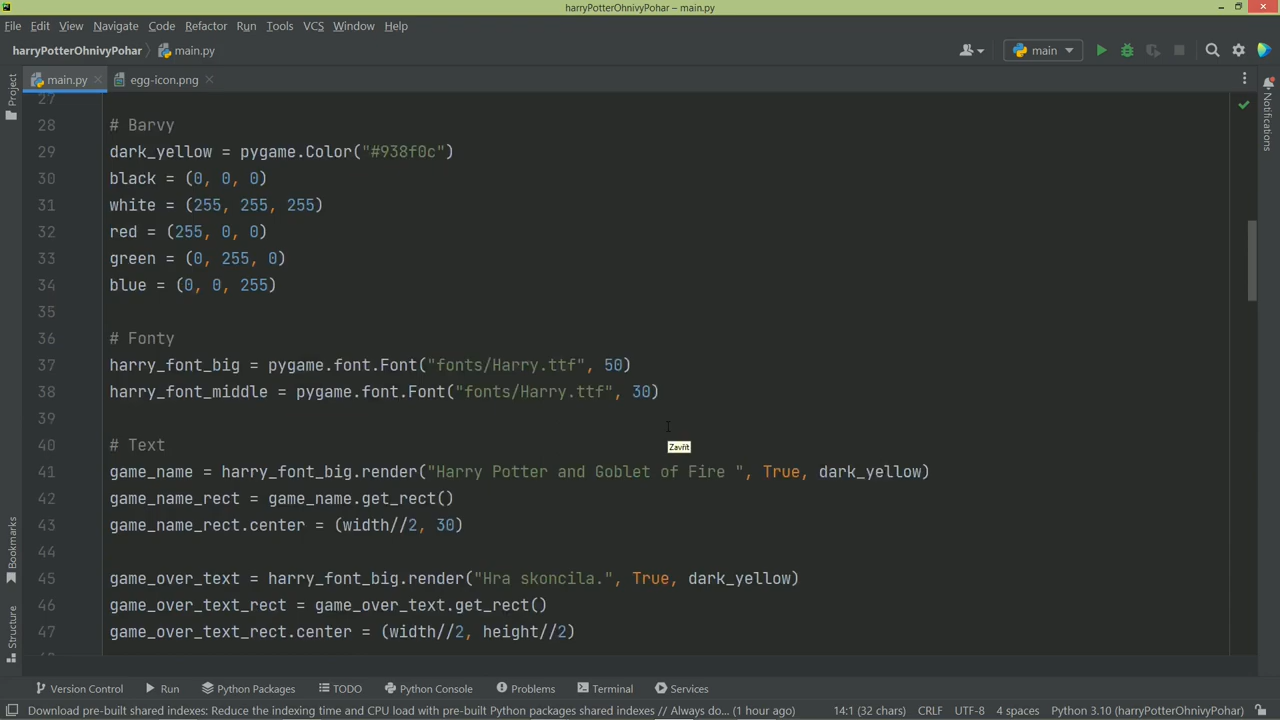 harryPotterOhnivyPohar – main.py
File Edit View Navigate Code Refactor Run Tools VCS Window Help
harryPotterOhnivyPohar main.py main
main.py egg-icon.png
Project
Notifications
27
28 # Barvy
29 dark_yellow = pygame.Color("#938f0c")
30 black = (0, 0, 0)
31 white = (255, 255, 255)
32 red = (255, 0, 0)
33 green = (0, 255, 0)
34 blue = (0, 0, 255)
35
36 # Fonty
37 harry_font_big = pygame.font.Font("fonts/Harry.ttf", 50)
38 harry_font_middle = pygame.font.Font("fonts/Harry.ttf", 30)
39
Zavřít
40 # Text
41 game_name = harry_font_big.render("Harry Potter and Goblet of Fire ", True, dark_yellow)
42 game_name_rect = game_name.get_rect()
43 game_name_rect.center = (width//2, 30)
44
45 game_over_text = harry_font_big.render("Hra skoncila.", True, dark_yellow)
46 game_over_text_rect = game_over_text.get_rect()
47 game_over_text_rect.center = (width//2, height//2)
Bookmarks
Structure
Version Control Run Python Packages TODO Python Console Problems Terminal Services
Download pre-built shared indexes: Reduce the indexing time and CPU load with pre-built Python packages shared indexes // Always do... (1 hour ago) 14:1 (32 chars) CRLF UTF-8 4 spaces Python 3.10 (harryPotterOhnivyPohar)